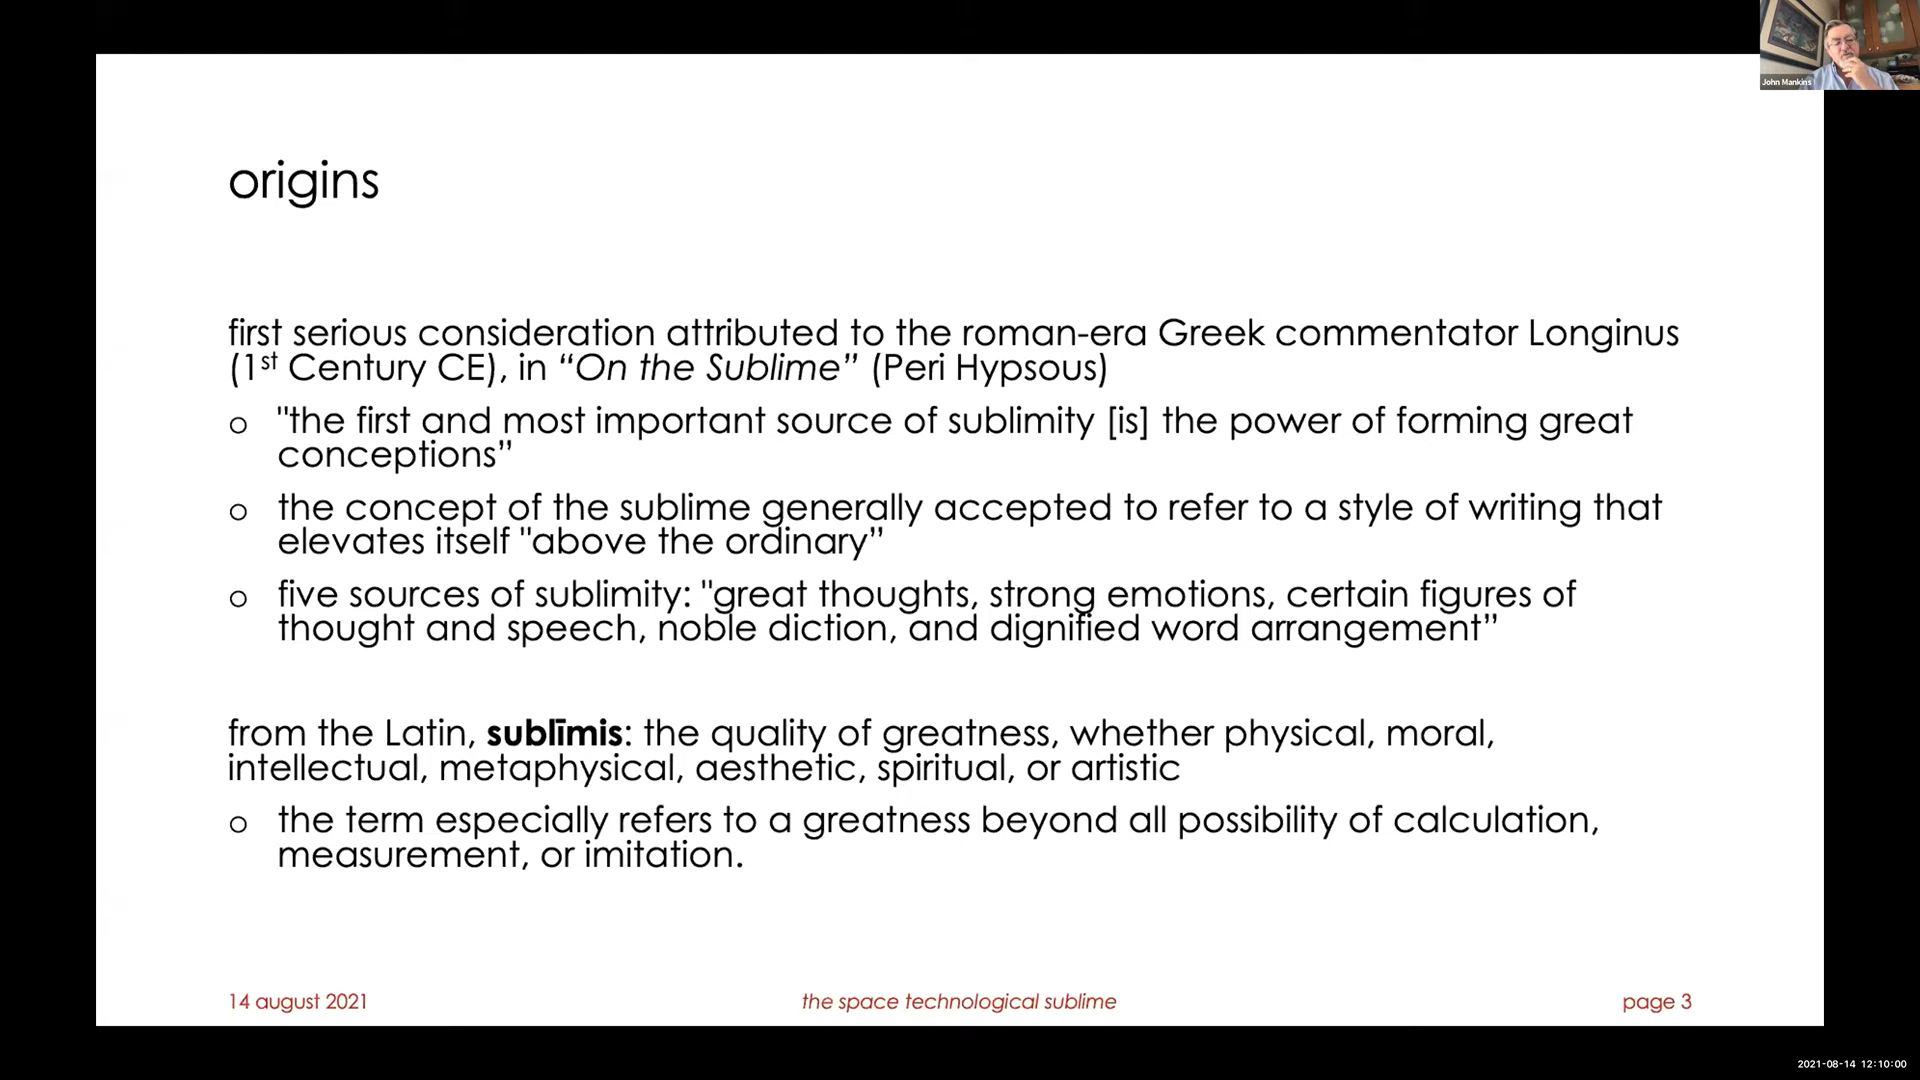 John Mankins
origins
first serious consideration attributed to the roman-era Greek commentator Longinus
(1st Century CE), in “On the Sublime” (Peri Hypsous)
o "the first and most important source of sublimity [is] the power of forming great
conceptions”
o the concept of the sublime generally accepted to refer to a style of writing that
elevates itself "above the ordinary”
o five sources of sublimity: "great thoughts, strong emotions, certain figures of
thought and speech, noble diction, and dignified word arrangement”
from the Latin, sublīmis: the quality of greatness, whether physical, moral,
intellectual, metaphysical, aesthetic, spiritual, or artistic
o the term especially refers to a greatness beyond all possibility of calculation,
measurement, or imitation.
14 august 2021
the space technological sublime
page 3
2021-08-14 12:10:00